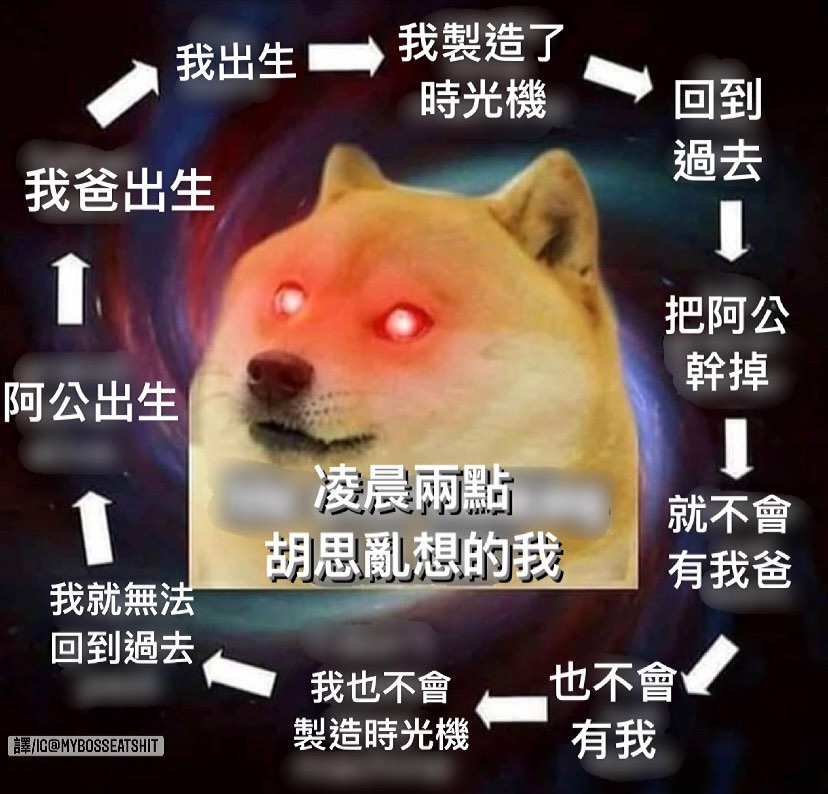 我出生
我製造了
時光機
回到
過去
把阿公
幹掉
就不會
有我爸
也不會
有我
我也不會
製造時光機
我就無法
回到過去
阿公出生
我爸出生
凌晨兩點
胡思亂想的我
譯/IG@MYBOSSEATSHIT